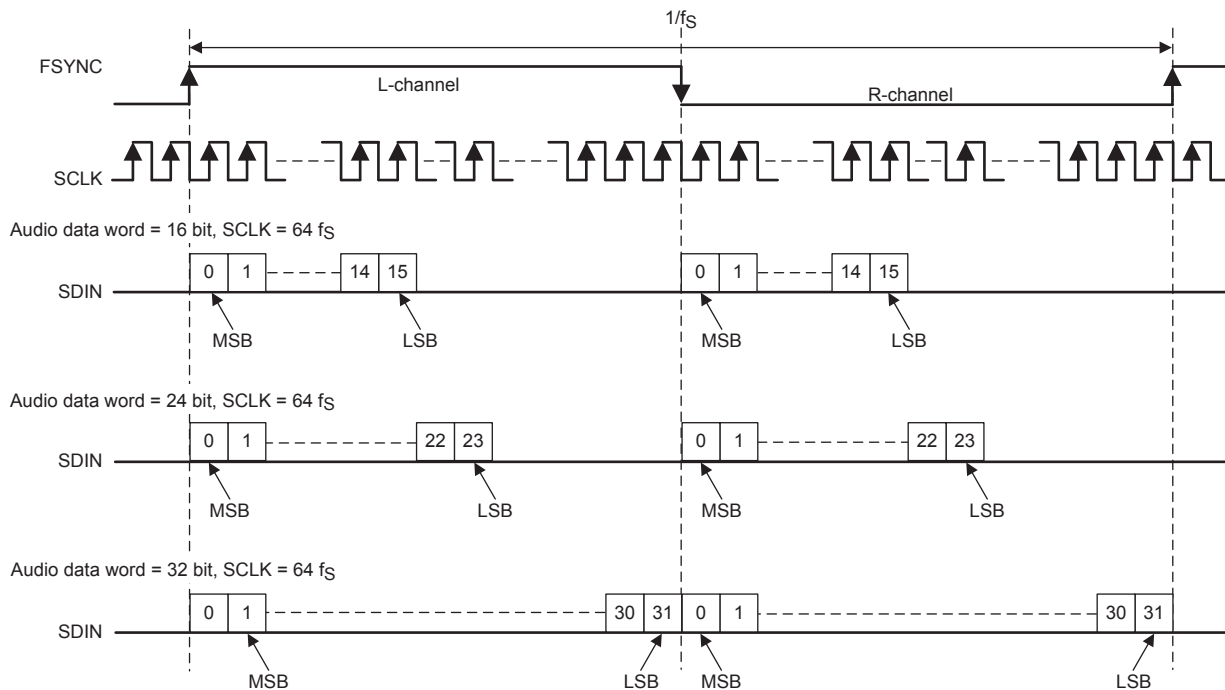 1/fS
FSYNC
L-channel
R-channel
SCLK
Audio data word = 16 bit, SCLK = 64 fS
SDIN
0 1 14 15 0 1 14 15
MSB LSB MSB LSB
Audio data word = 24 bit, SCLK = 64 fS
SDIN
0 1 22 23 0 1 22 23
MSB LSB MSB LSB
Audio data word = 32 bit, SCLK = 64 fS
SDIN
0 1 30 31 0 1 30 31
MSB LSB MSB LSB